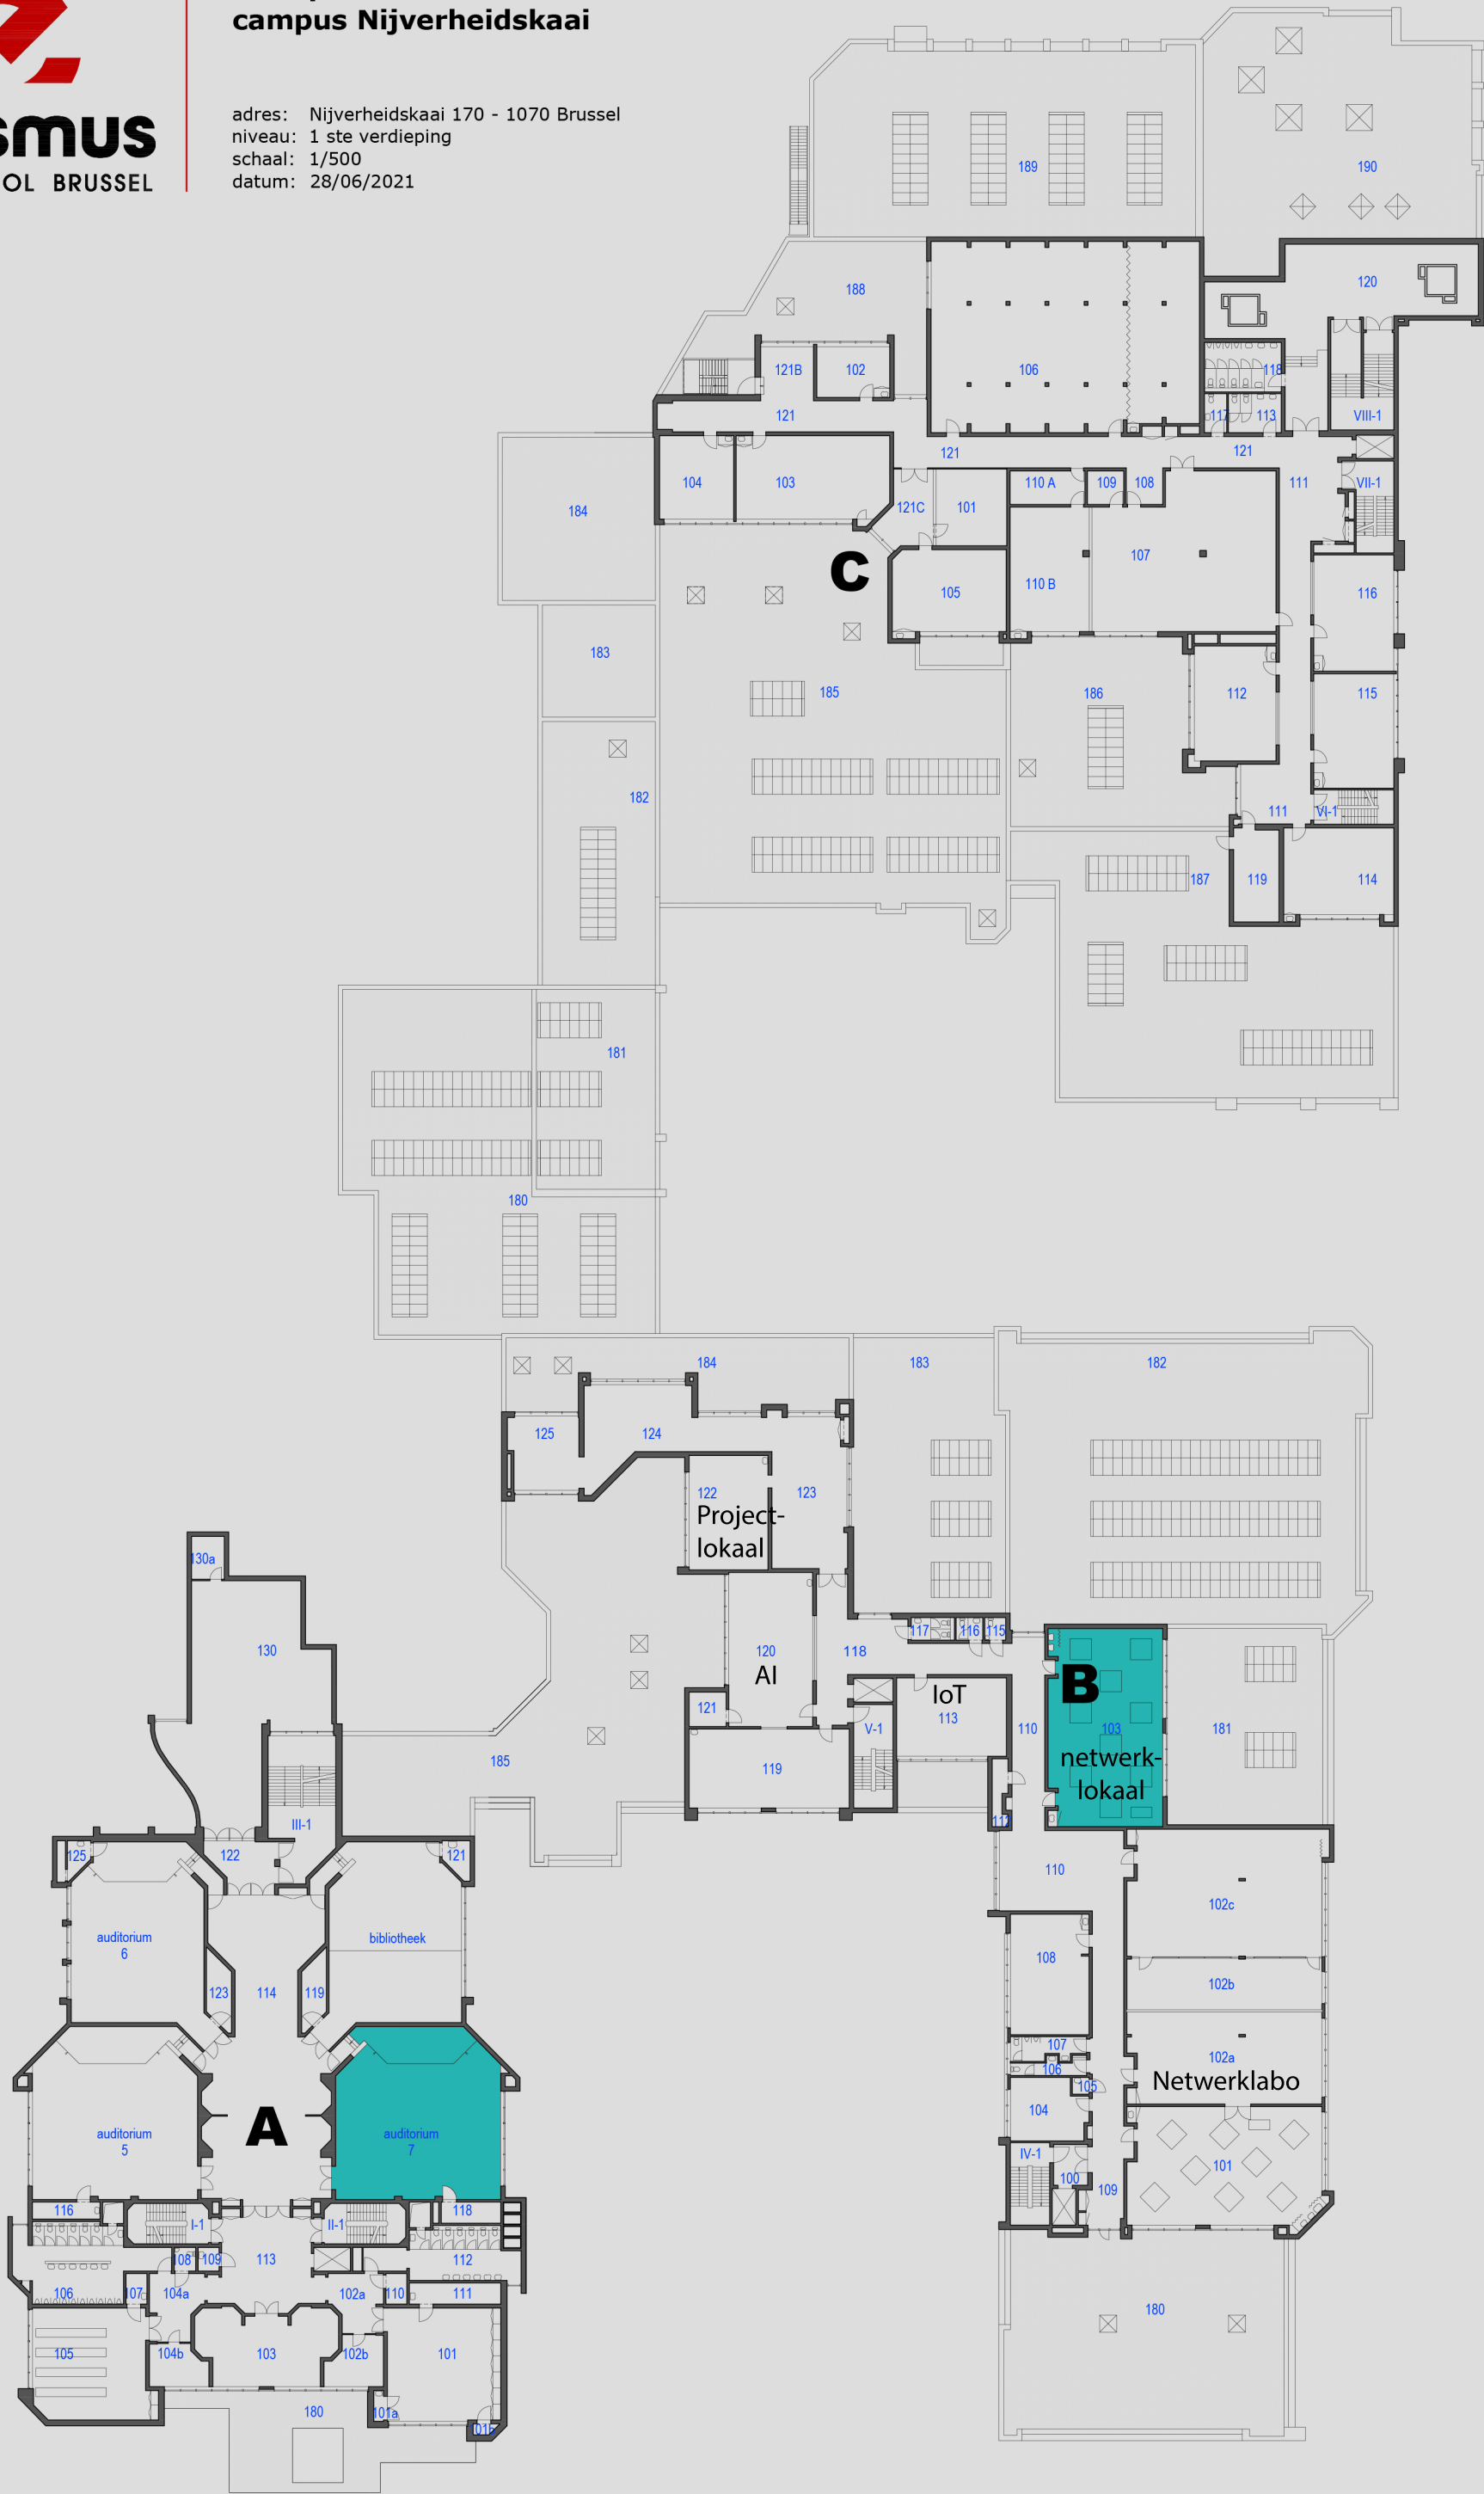 campus Nijverheidskaai
adres: Nijverheidskaai 170 - 1070 Brussel
niveau: 1 ste verdieping
schaal: 1/500
datum: 28/06/2021
smus
OL BRUSSEL
189
190
188
120
121B
102
106
118
121
117
113
VIII-1
121
121
104
103
110 A
109
108
111
VII-1
184
121C
101
C
107
105
110 B
116
183
185
186
112
115
182
111
VI-1
187
119
114
181
180
184
183
182
125
124
122
123
Project-
lokaal
130a
130
117
116
115
120
118
AI
B
IoT
121
113
V-1
110
103
181
185
netwerk-
lokaal
119
112
III-1
125
122
121
110
102c
auditorium
6
bibliotheek
108
123
114
119
102b
107
106
102a
105
Netwerklabo
104
auditorium
5
A
auditorium
7
IV-1
100
101
109
116
I-1
II-1
118
108
109
113
112
106
107
104a
102a
110
111
105
104b
103
102b
101
180
180
101a
101b